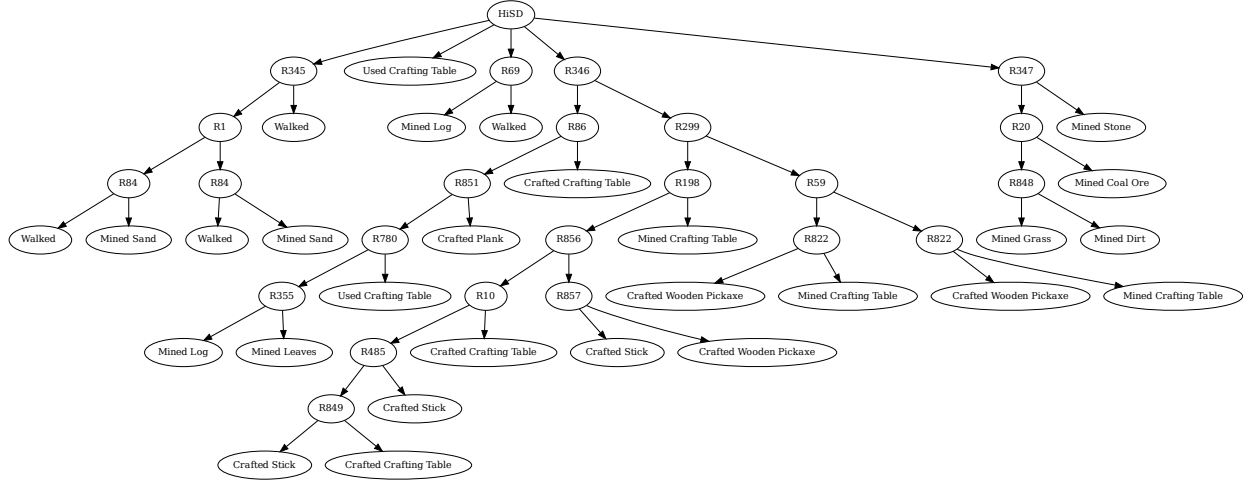 HiSD
R345
Used Crafting Table
R69
R346
R347
R1
Walked
Mined Log
Walked
R86
R299
R20
Mined Stone
R84
R84
R851
Crafted Crafting Table
R198
R59
R848
Mined Coal Ore
Walked
Mined Sand
Walked
Mined Sand
R780
Crafted Plank
R856
Mined Crafting Table
R822
R822
Mined Grass
Mined Dirt
R355
Used Crafting Table
R10
R857
Crafted Wooden Pickaxe
Mined Crafting Table
Crafted Wooden Pickaxe
Mined Crafting Table
Mined Log
Mined Leaves
R485
Crafted Crafting Table
Crafted Stick
Crafted Wooden Pickaxe
R849
Crafted Stick
Crafted Stick
Crafted Crafting Table